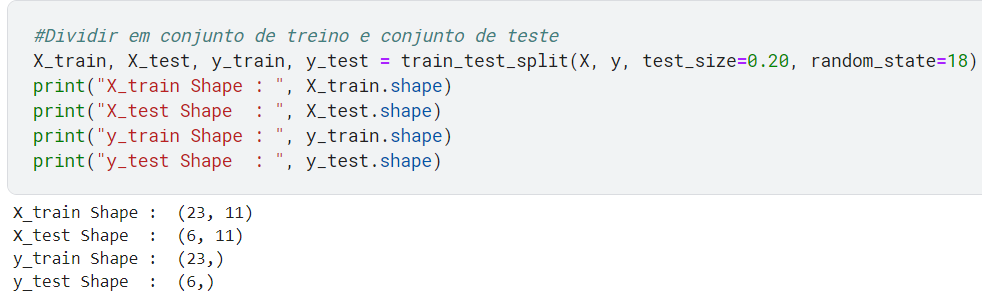 #Dividir em conjunto de treino e conjunto de teste
X_train, X_test, y_train, y_test = train_test_split(X, y, test_size=0.20, random_state=18)
print("X_train Shape : ", X_train.shape)
print("X_test Shape  : ", X_test.shape)
print("y_train Shape : ", y_train.shape)
print("y_test Shape  : ", y_test.shape)
X_train Shape :  (23, 11)
X_test Shape  :  (6, 11)
y_train Shape :  (23,)
y_test Shape  :  (6,)